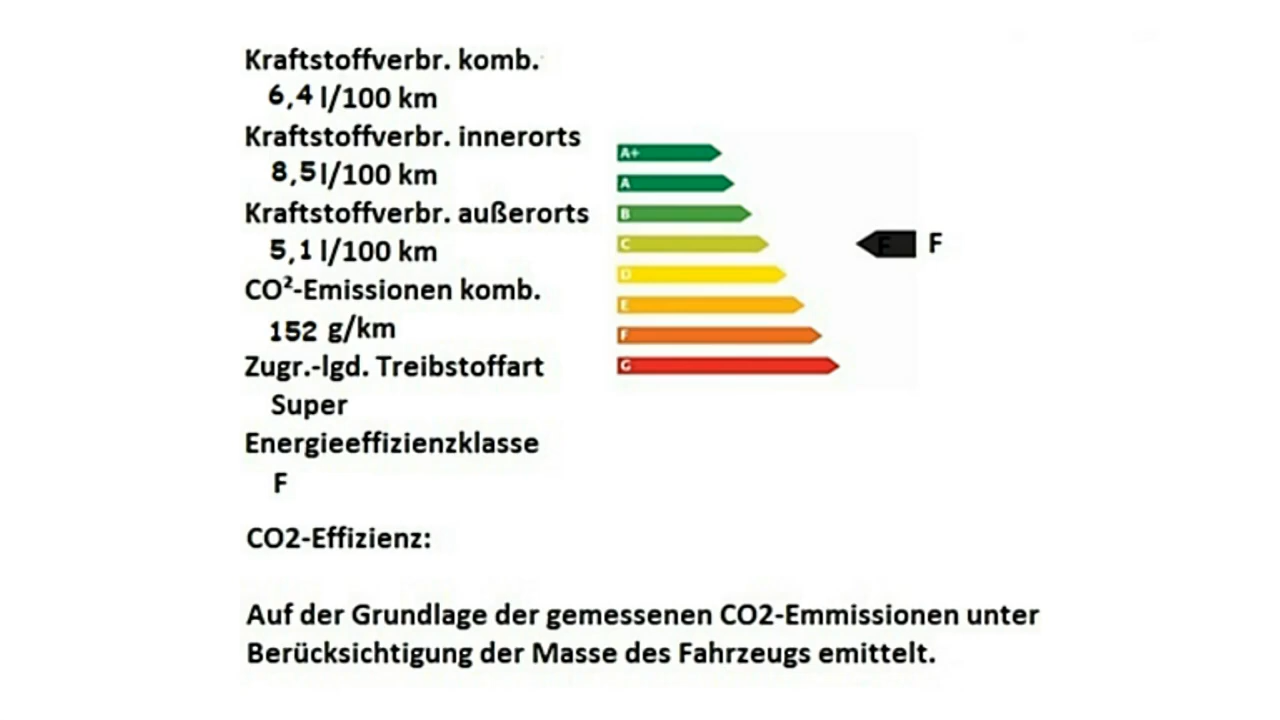 Kraftstoffverbr. komb.
6,4 l/100 km
Kraftstoffverbr. innerorts
8,5 l/100 km
Kraftstoffverbr. außerorts
5,1 l/100 km
CO²-Emissionen komb.
152 g/km
Zugr.-lgd. Treibstoffart
Super
Energieeffizienzklasse
F
A+
A
B
C
D
E
F
G
F F
CO2-Effizienz:
Auf der Grundlage der gemessenen CO2-Emmissionen unter
Berücksichtigung der Masse des Fahrzeugs emittelt.